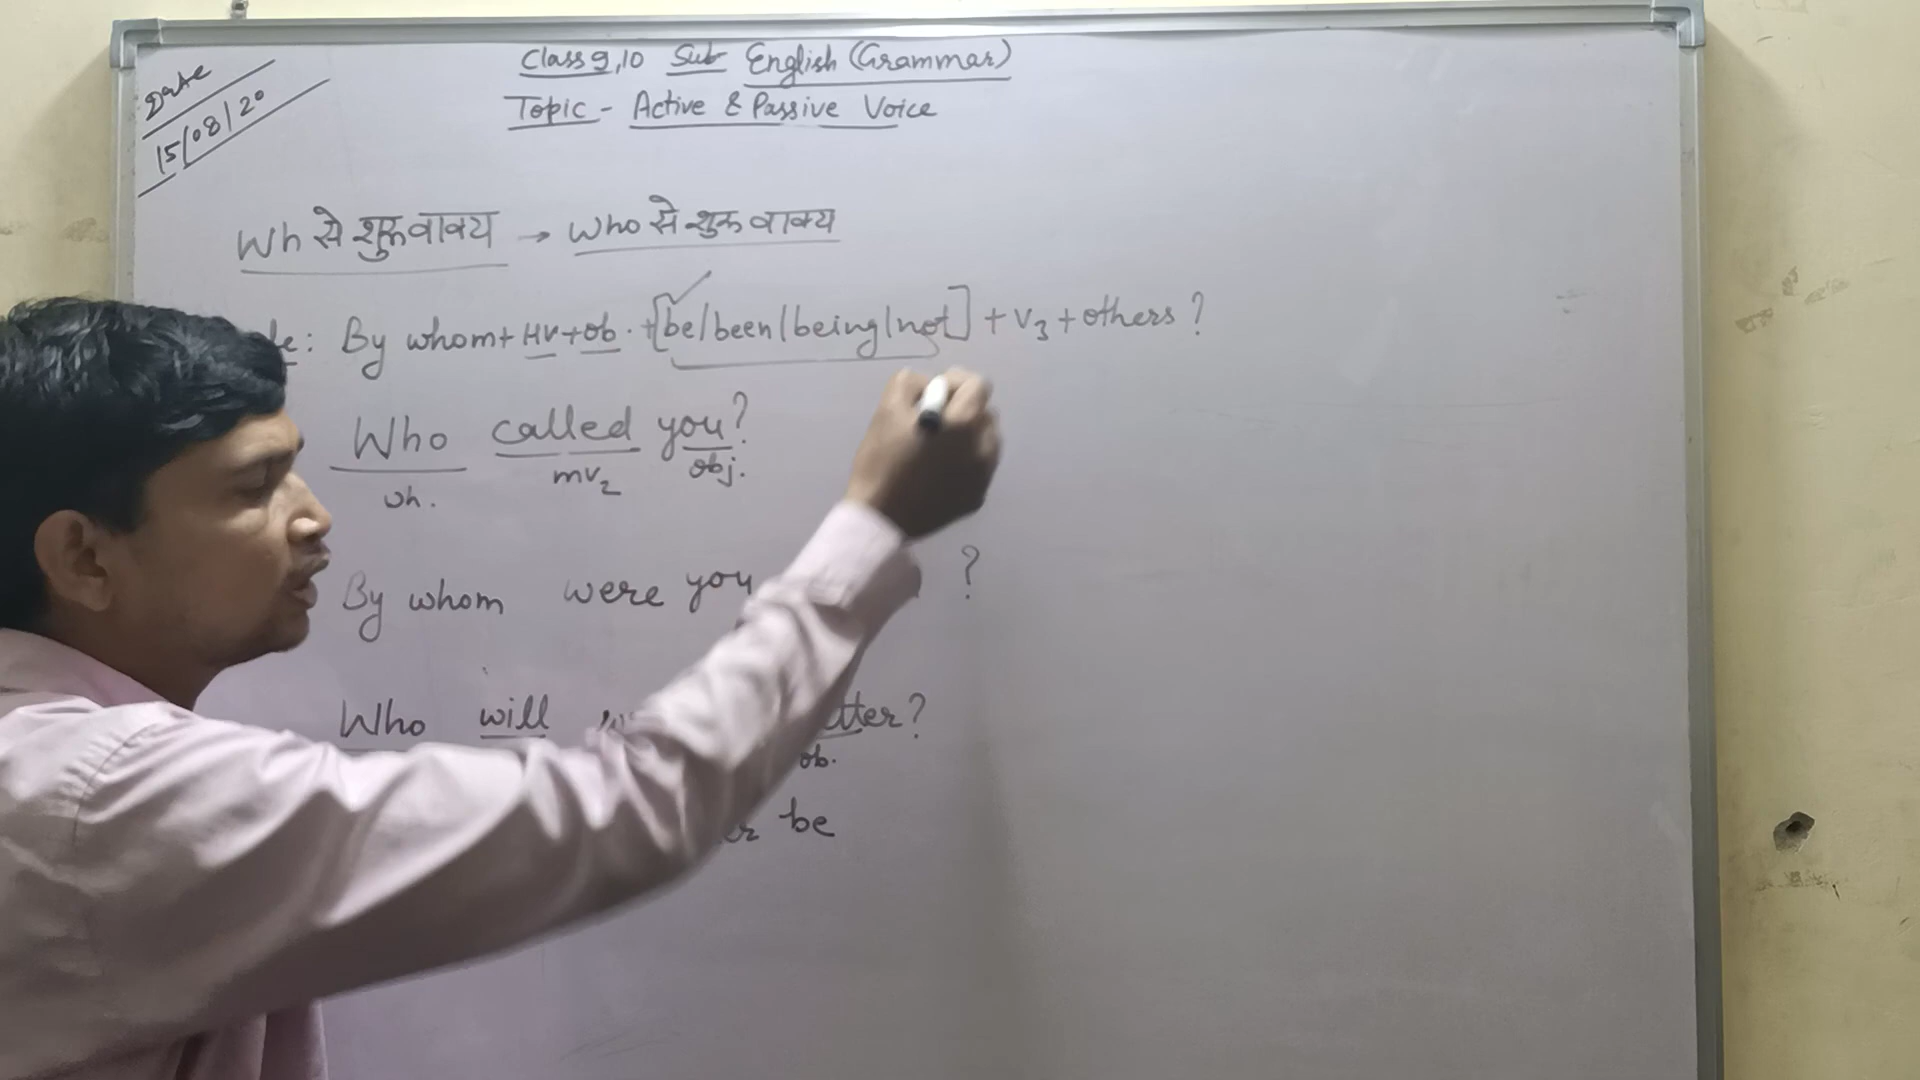 Date
15/08/20
Class 9,10 Sub English (Grammar)
Topic - Active & Passive Voice
Wh से शुरू वाक्य → Who से शुरू वाक्य
By whom + HV + ob. + [be/been/being/not] + V3 + others ?
Who called you?
wh. mv2 obj.
By whom were you ?
Who will
ob.
be